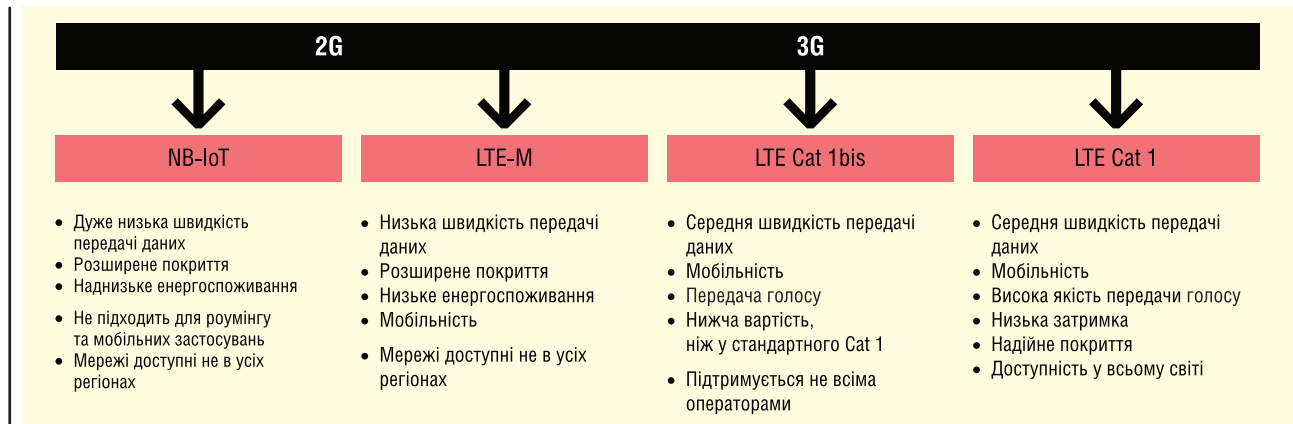 2G
3G
NB-IoT
LTE-M
LTE Cat 1bis
LTE Cat 1
• Дуже низька швидкість
передачі даних
• Розширене покриття
• Наднизьке енергоспоживання
• Не підходить для роумінгу
та мобільних застосувань
• Мережі доступні не в усіх
регіонах
• Низька швидкість передачі
даних
• Розширене покриття
• Низьке енергоспоживання
• Мобільність
• Мережі доступні не в усіх
регіонах
• Середня швидкість передачі
даних
• Мобільність
• Передача голосу
• Нижча вартість,
ніж у стандартного Cat 1
• Підтримується не всіма
операторами
• Середня швидкість передачі
даних
• Мобільність
• Висока якість передачи голосу
• Низька затримка
• Надійне покриття
• Доступність у всьому світі